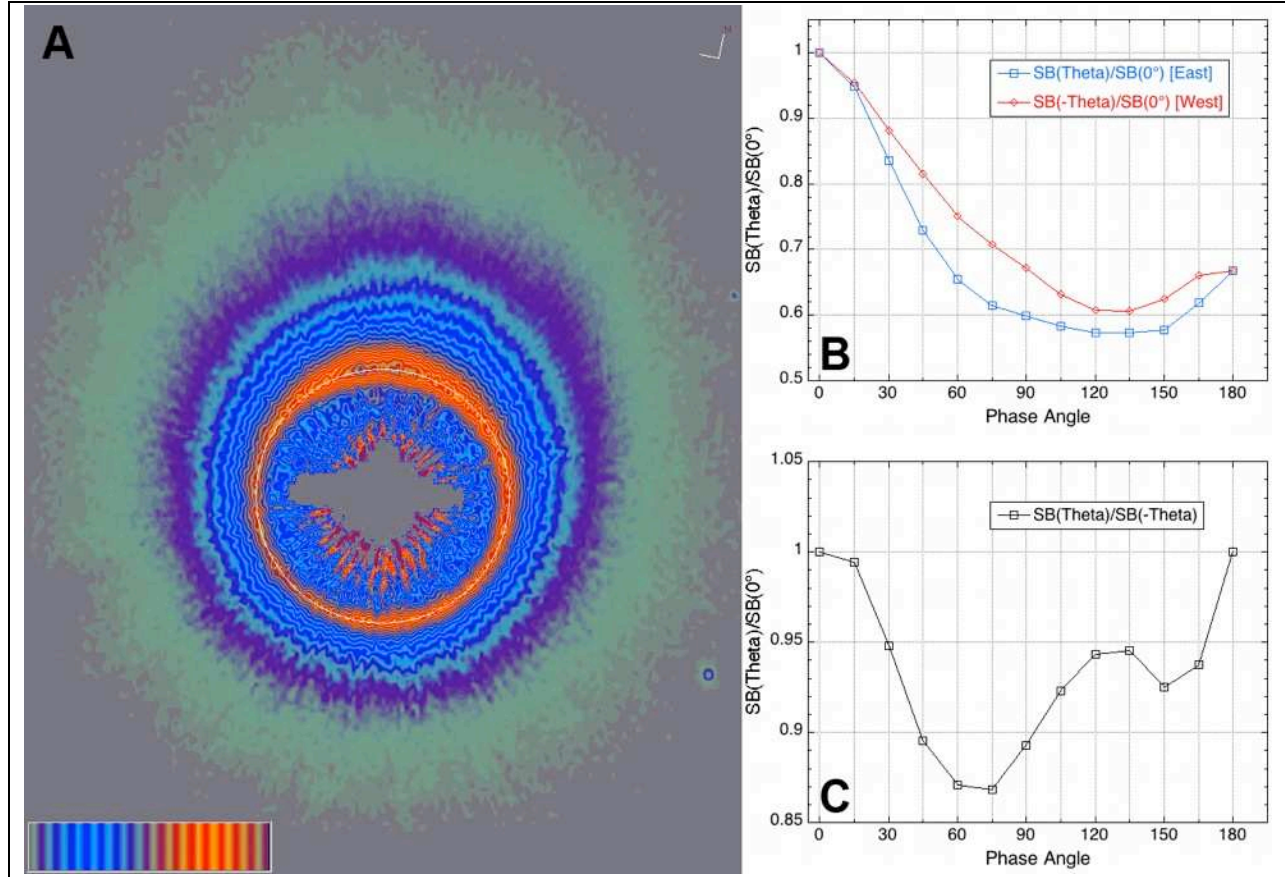 A
N
SB(Theta)/SB(0°)
1
0.9
0.8
0.7
0.6
0.5
SB(Theta)/SB(0°) [East]
SB(-Theta)/SB(0°) [West]
B
0 30 60 90 120 150 180
Phase Angle
SB(Theta)/SB(0°)
1.05
1
0.95
0.9
0.85
SB(Theta)/SB(-Theta)
C
0 30 60 90 120 150 180
Phase Angle